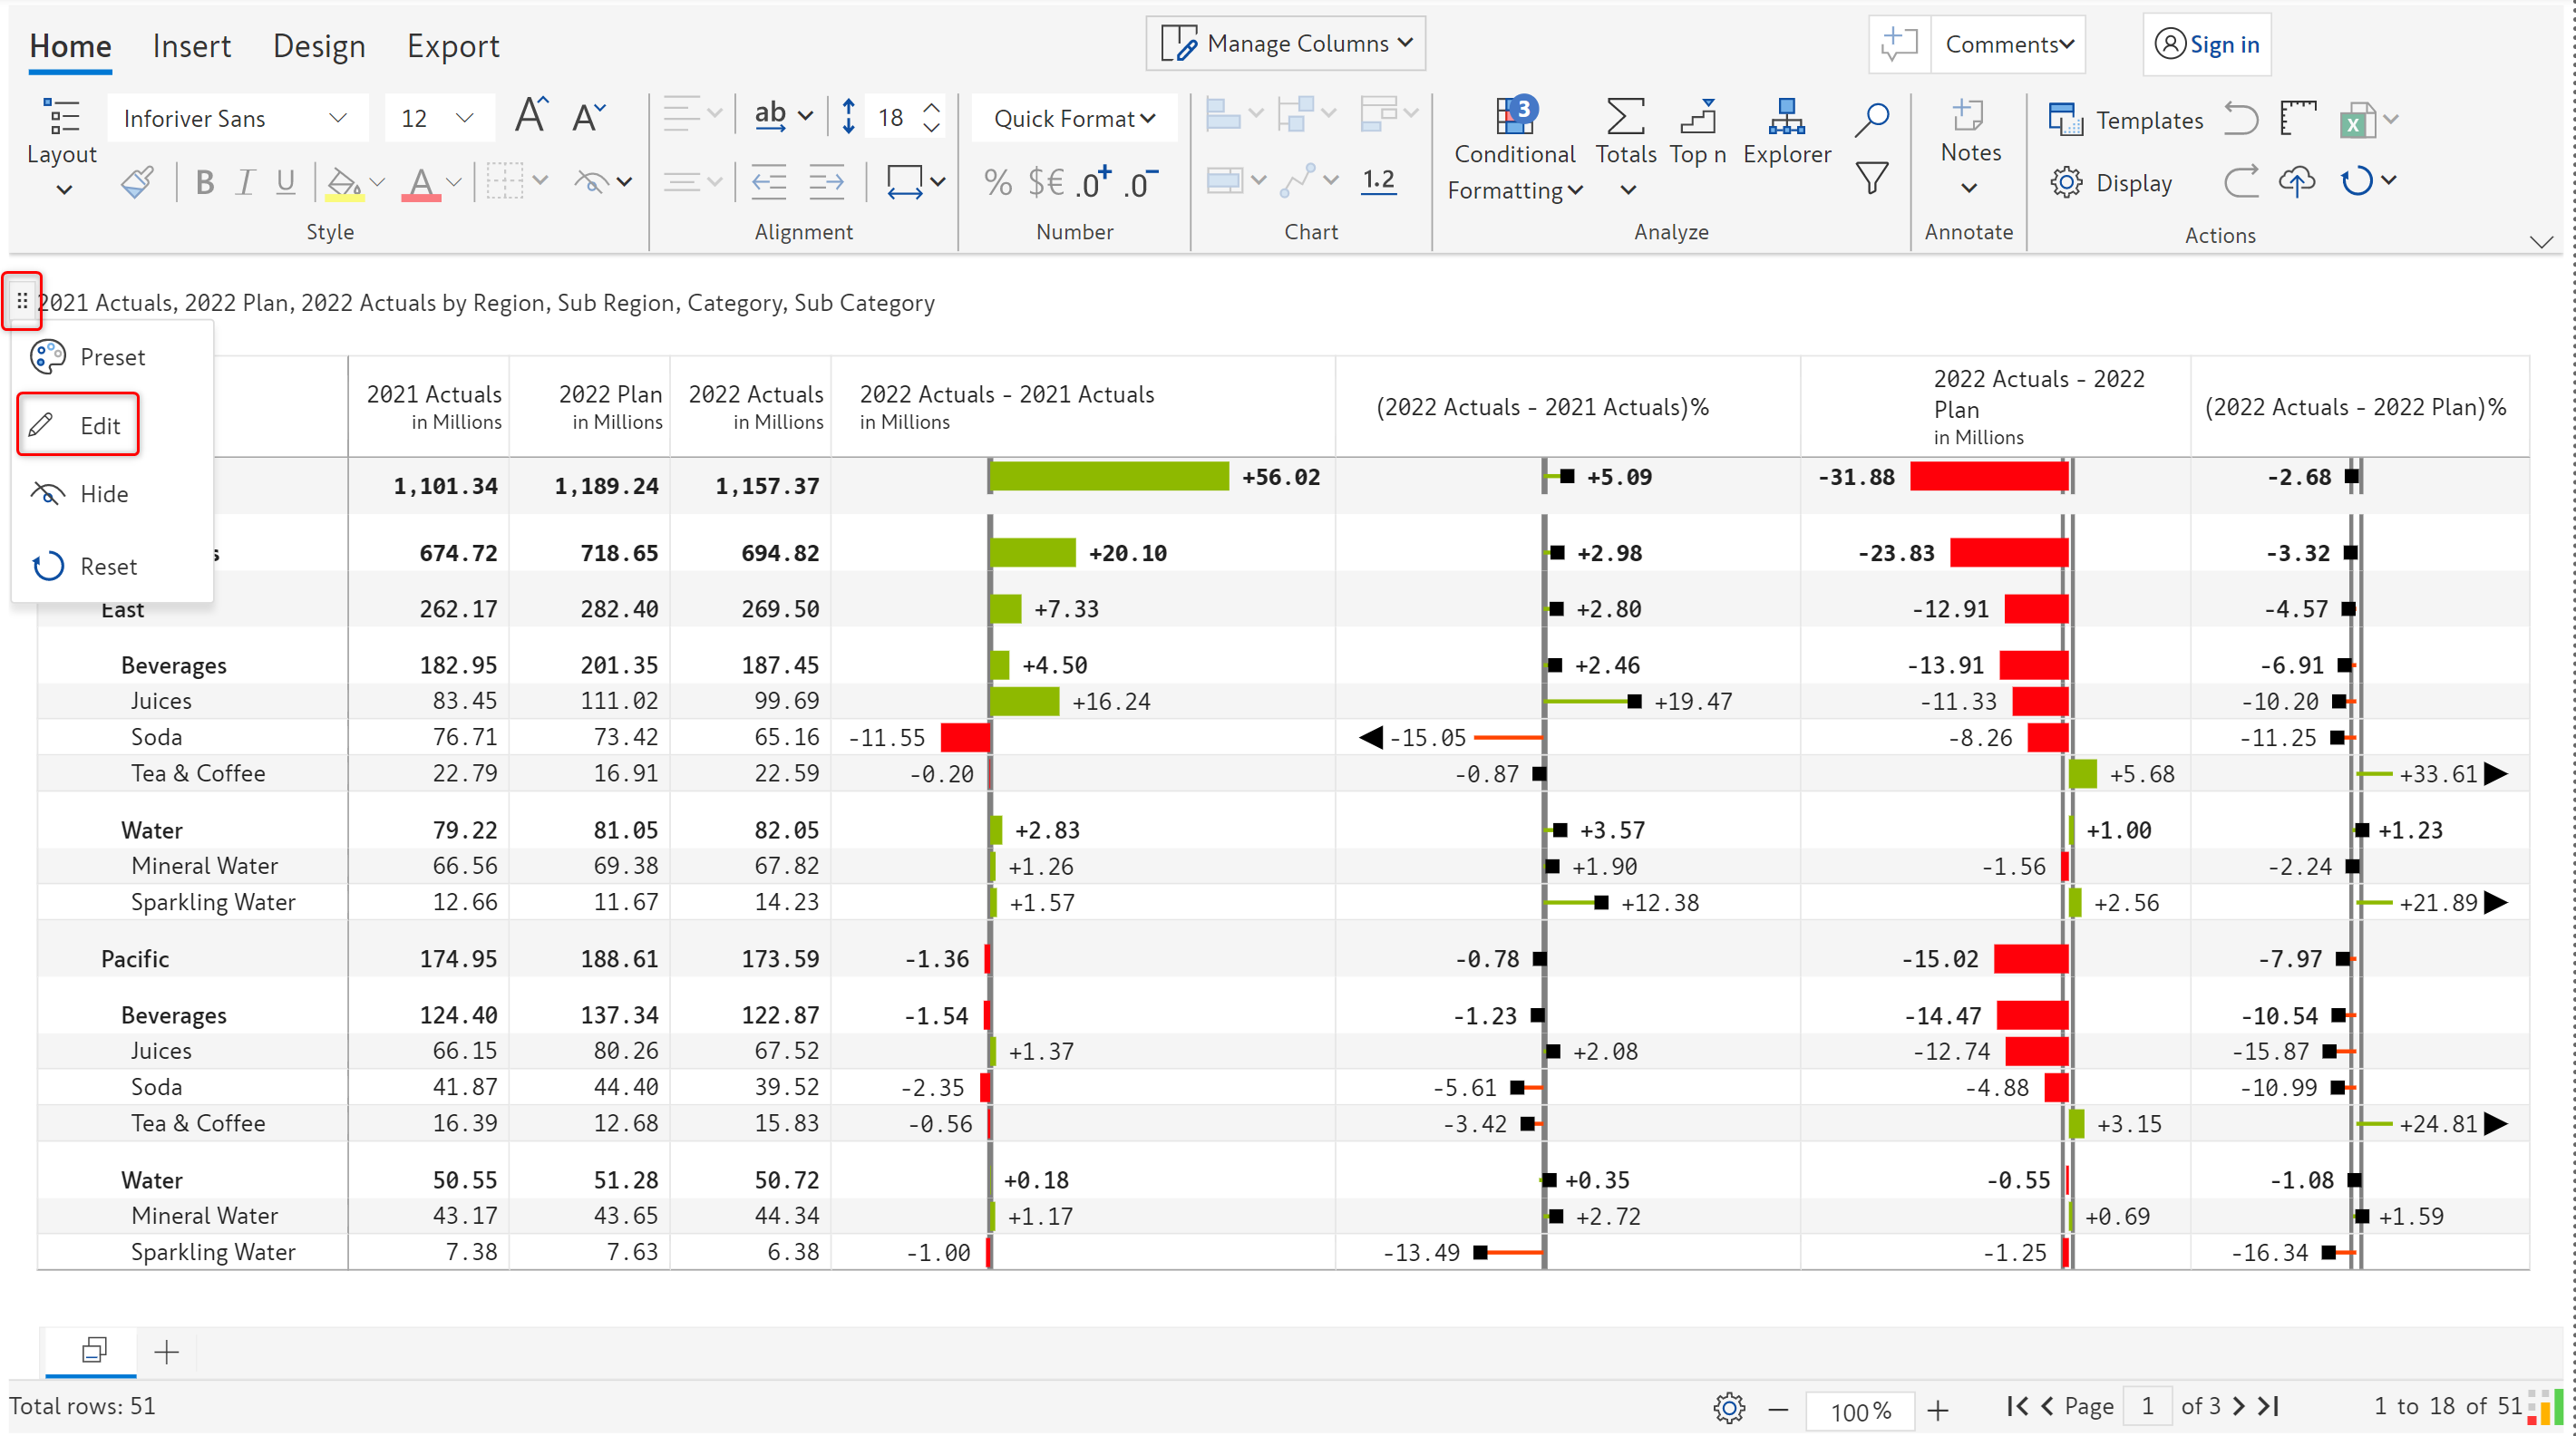 Home Insert Design Export Manage Columns Comments Sign in
Layout Inforiver Sans 12 A A ab 18 Quick Format Conditional Formatting 3 Totals Top n Explorer Notes Templates X
B I U A % $€ .0+ .0- 1.2 Display
Style Alignment Number Chart Analyze Annotate Actions
2021 Actuals, 2022 Plan, 2022 Actuals by Region, Sub Region, Category, Sub Category
Preset
Edit
Hide
Reset
2021 Actuals in Millions 2022 Plan in Millions 2022 Actuals in Millions 2022 Actuals - 2021 Actuals in Millions (2022 Actuals - 2021 Actuals)% 2022 Actuals - 2022 Plan in Millions (2022 Actuals - 2022 Plan)%
1,101.34 1,189.24 1,157.37 +56.02 +5.09 -31.88 -2.68
s 674.72 718.65 694.82 +20.10 +2.98 -23.83 -3.32
East 262.17 282.40 269.50 +7.33 +2.80 -12.91 -4.57
Beverages 182.95 201.35 187.45 +4.50 +2.46 -13.91 -6.91
Juices 83.45 111.02 99.69 +16.24 +19.47 -11.33 -10.20
Soda 76.71 73.42 65.16 -11.55 -15.05 -8.26 -11.25
Tea & Coffee 22.79 16.91 22.59 -0.20 -0.87 +5.68 +33.61
Water 79.22 81.05 82.05 +2.83 +3.57 +1.00 +1.23
Mineral Water 66.56 69.38 67.82 +1.26 +1.90 -1.56 -2.24
Sparkling Water 12.66 11.67 14.23 +1.57 +12.38 +2.56 +21.89
Pacific 174.95 188.61 173.59 -1.36 -0.78 -15.02 -7.97
Beverages 124.40 137.34 122.87 -1.54 -1.23 -14.47 -10.54
Juices 66.15 80.26 67.52 +1.37 +2.08 -12.74 -15.87
Soda 41.87 44.40 39.52 -2.35 -5.61 -4.88 -10.99
Tea & Coffee 16.39 12.68 15.83 -0.56 -3.42 +3.15 +24.81
Water 50.55 51.28 50.72 +0.18 +0.35 -0.55 -1.08
Mineral Water 43.17 43.65 44.34 +1.17 +2.72 +0.69 +1.59
Sparkling Water 7.38 7.63 6.38 -1.00 -13.49 -1.25 -16.34
Total rows: 51 100% Page 1 of 3 1 to 18 of 51